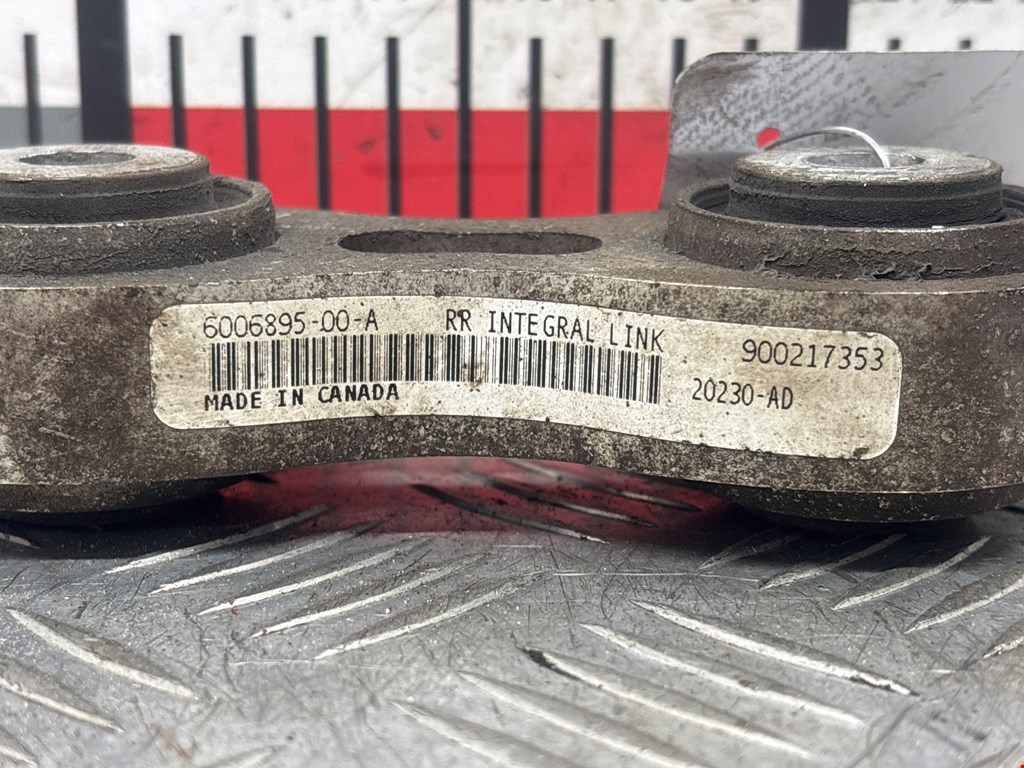 6006895-00-A RR INTEGRAL LINK 900217353
MADE IN CANADA 20230-AD